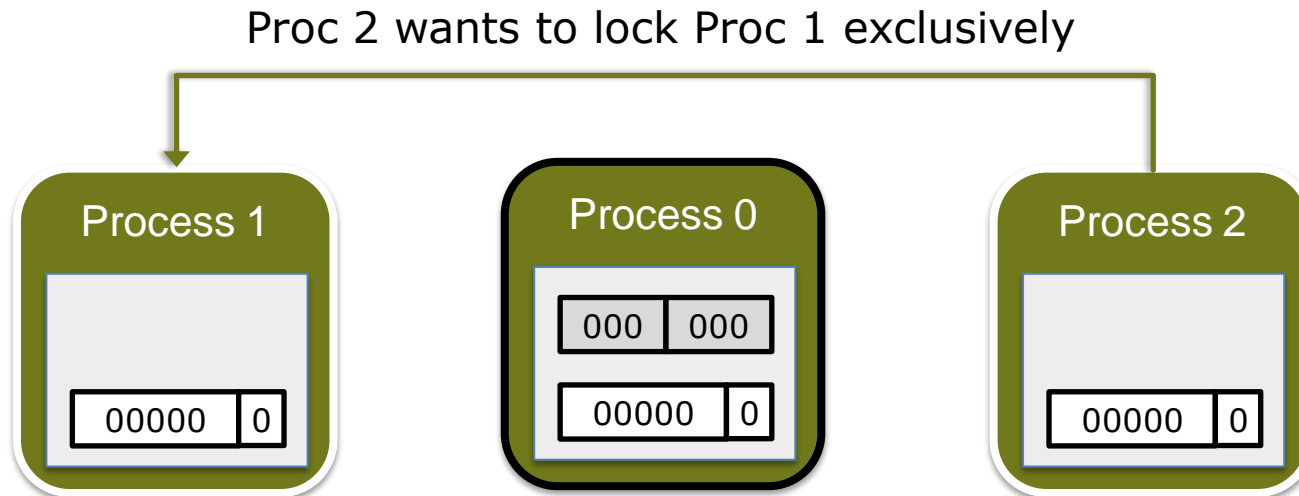 Proc 2 wants to lock Proc 1 exclusively
Process 1
Process 0
Process 2
000 000
00000 0
00000 0
00000 0